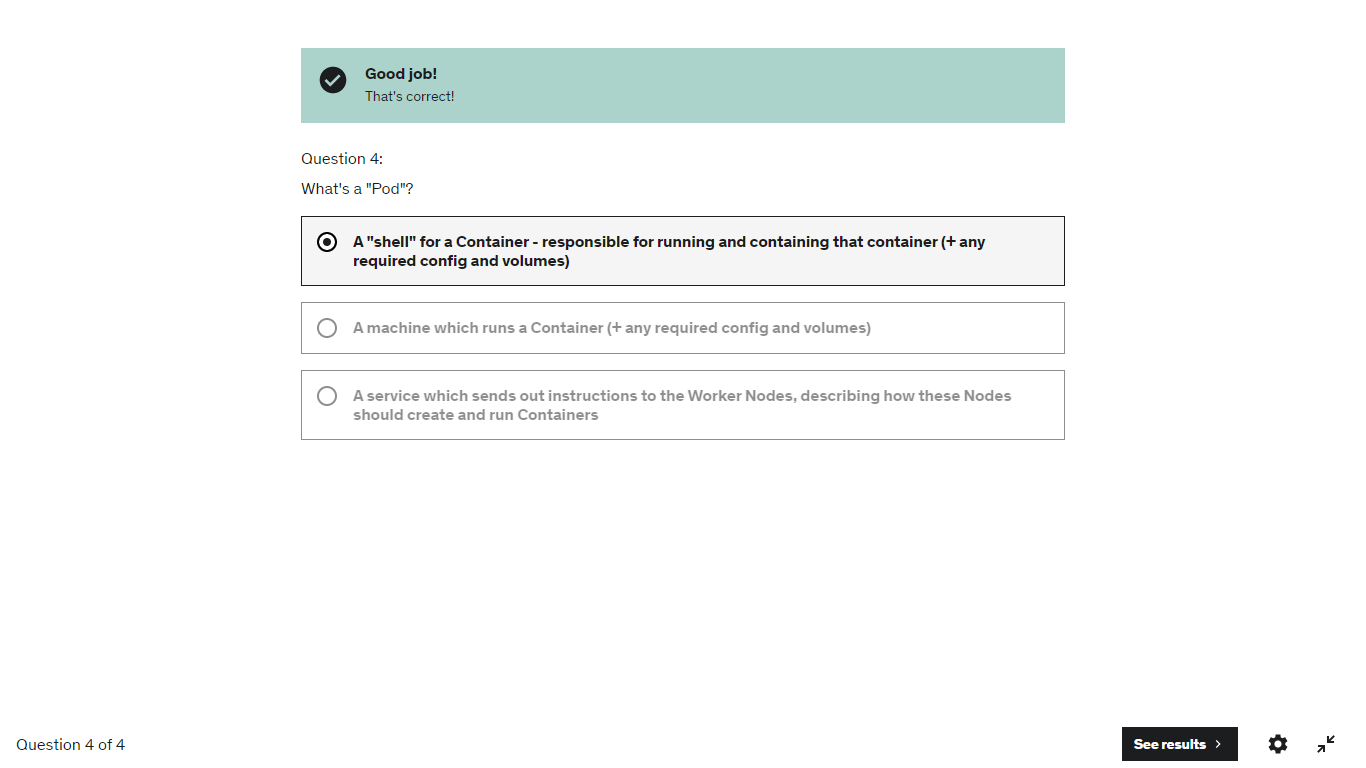 Good job!
That's correct!
Question 4:
What's a "Pod"?
A "shell" for a Container - responsible for running and containing that container (+ any
required config and volumes)
A machine which runs a Container (+ any required config and volumes)
A service which sends out instructions to the Worker Nodes, describing how these Nodes
should create and run Containers
Question 4 of 4
See results